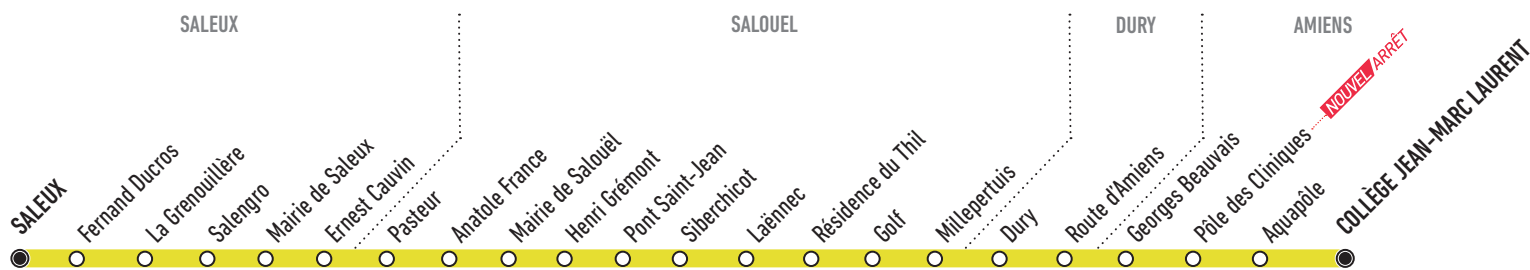 SALEUX
SALOUEL
DURY
AMIENS
SALEUX
Fernand Ducros
La Grenouillère
Salengro
Mairie de Saleux
Ernest Cauvin
Pasteur
Anatole France
Mairie de Salouël
Henri Grémont
Pont Saint-Jean
Siberchicot
Laënnec
Résidence du Thil
Golf
Millepertuis
Dury
Route d'Amiens
Georges Beauvais
Pôle des Cliniques
NOUVEL ARRÊT
Aquapôle
COLLÈGE JEAN-MARC LAURENT